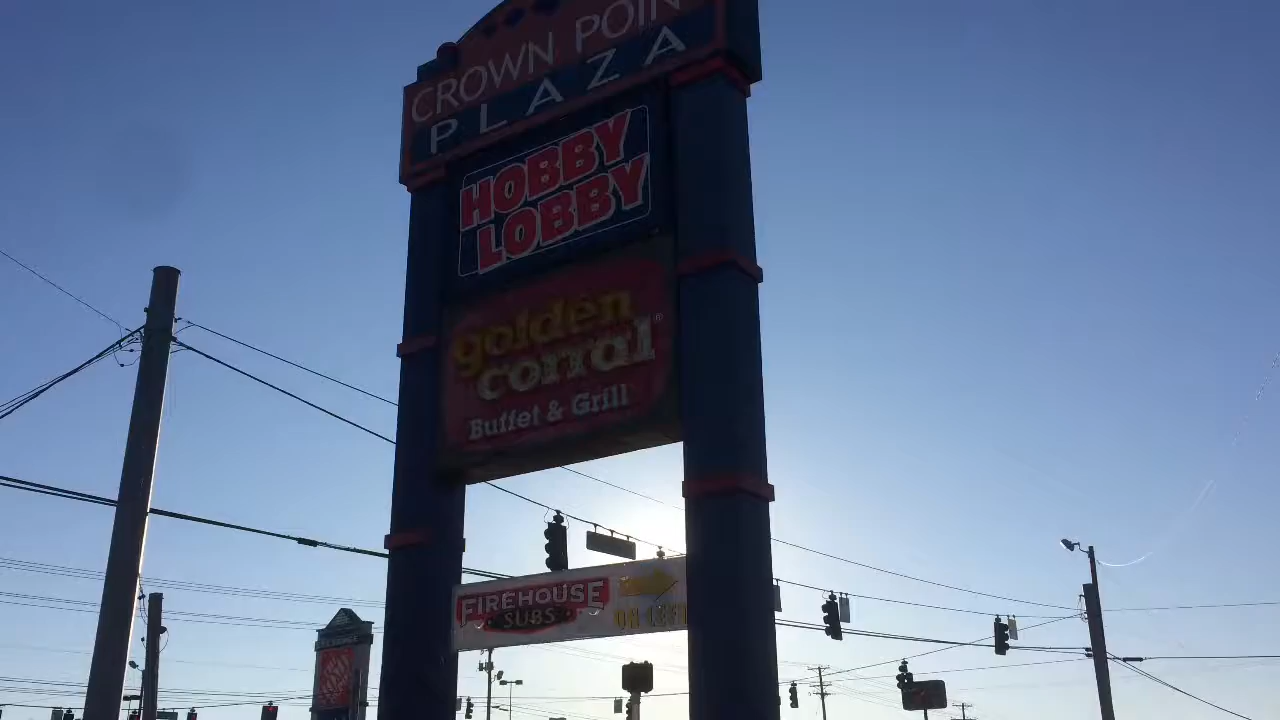 CROWN POIN
PLAZA
HOBBY
LOBBY
golden
corral®
Buffet & Grill
FIREHOUSE
SUBS
ON LEFT